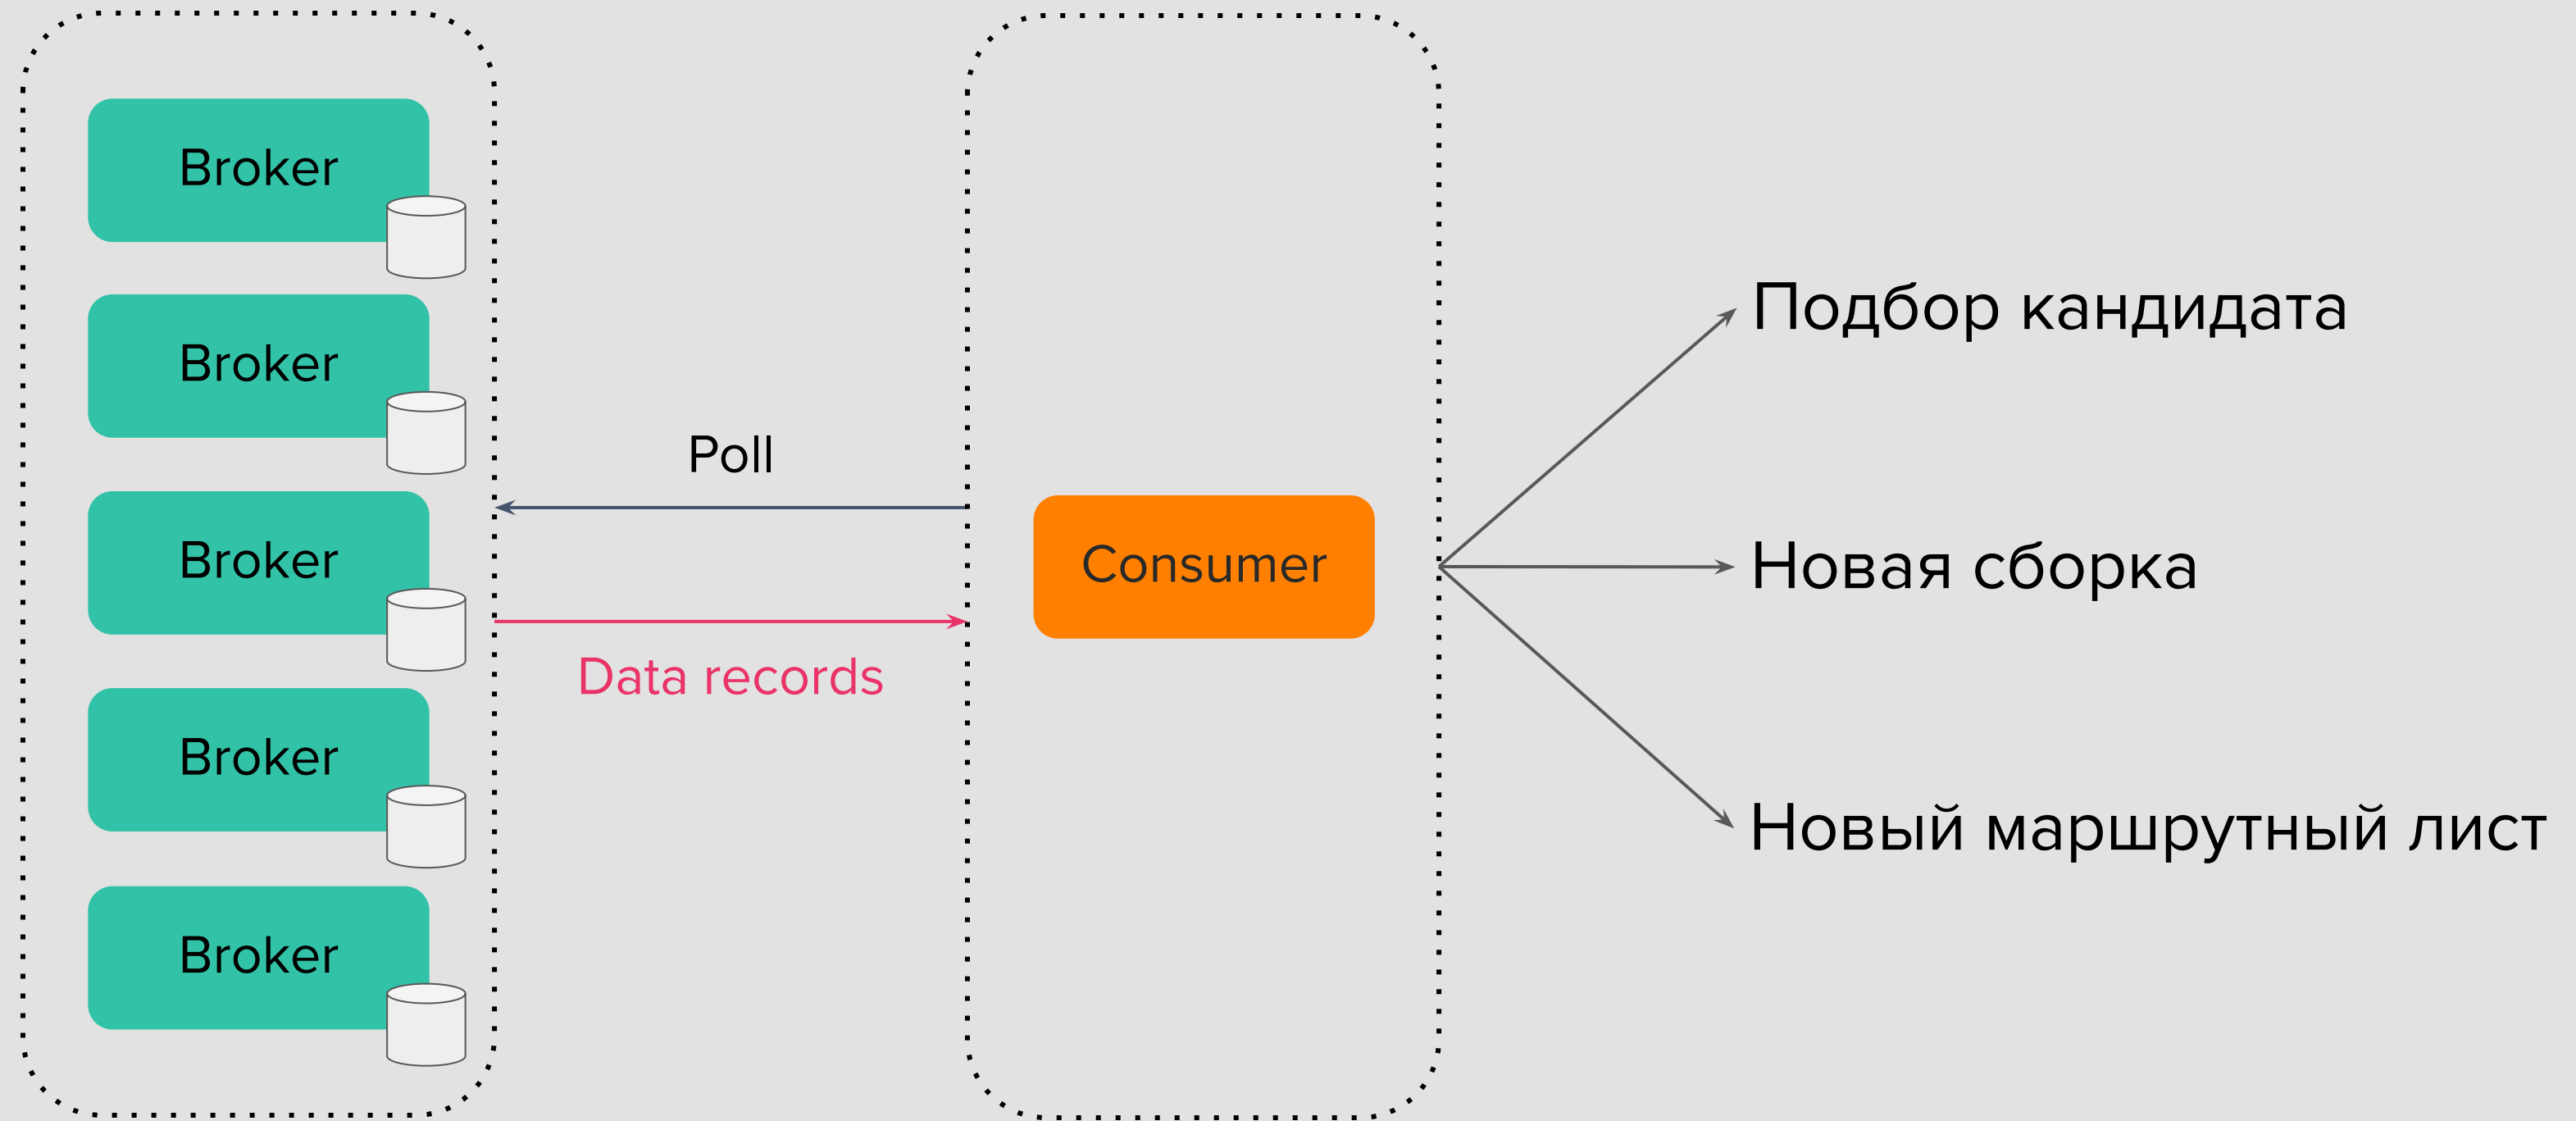 Broker
Broker
Broker
Broker
Broker
Poll
Data records
Consumer
Подбор кандидата
Новая сборка
Новый маршрутный лист